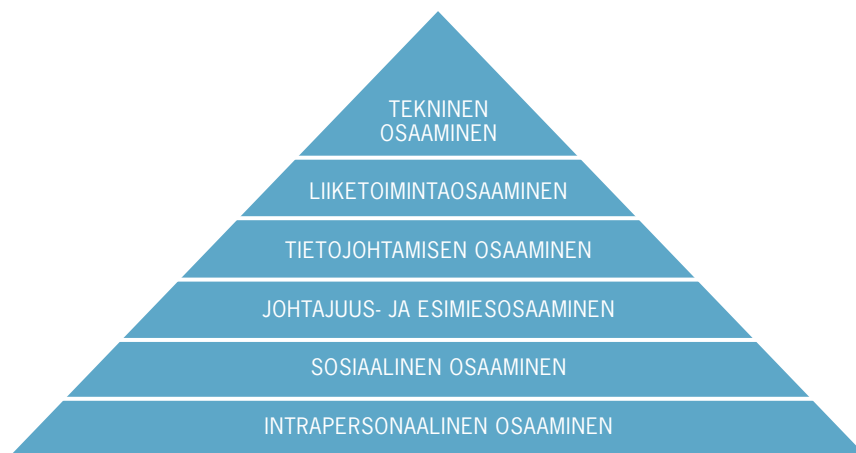 TEKNINEN
OSAAMINEN
LIIKETOIMINTAOSAAMINEN
TIETOJOHTAMISEN OSAAMINEN
JOHTAJUUS- JA ESIMIESOSAAMINEN
SOSIAALINEN OSAAMINEN
INTRAPERSONAALINEN OSAAMINEN